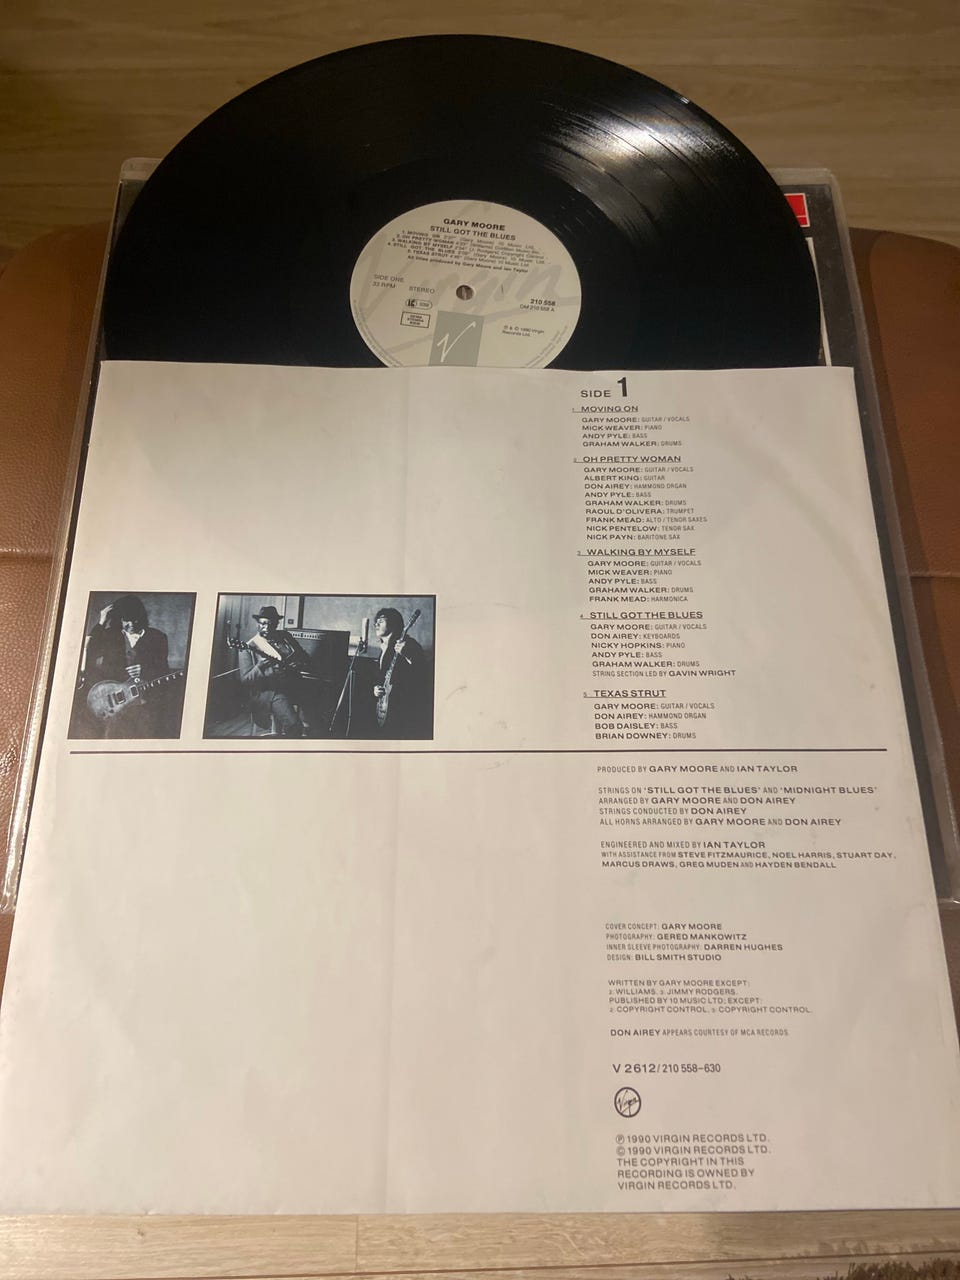 GARY MOORE
STILL GOT THE BLUES
SIDE ONE
33 RPM
STEREO
210 558
Virgin
SIDE 1
1 MOVING ON
GARY MOORE: GUITAR / VOCALS
MICK WEAVER: PIANO
ANDY PYLE: BASS
GRAHAM WALKER: DRUMS
2 OH PRETTY WOMAN
GARY MOORE: GUITAR / VOCALS
ALBERT KING: GUITAR
DON AIREY: HAMMOND ORGAN
ANDY PYLE: BASS
GRAHAM WALKER: DRUMS
RAOUL D'OLIVERA: TRUMPET
FRANK MEAD: ALTO / TENOR SAXES
NICK PENTELOW: TENOR SAX
NICK PAYN: BARITONE SAX
3 WALKING BY MYSELF
GARY MOORE: GUITAR / VOCALS
MICK WEAVER: PIANO
ANDY PYLE: BASS
GRAHAM WALKER: DRUMS
FRANK MEAD: HARMONICA
4 STILL GOT THE BLUES
GARY MOORE: GUITAR / VOCALS
DON AIREY: KEYBOARDS
NICKY HOPKINS: PIANO
ANDY PYLE: BASS
GRAHAM WALKER: DRUMS
STRING SECTION LED BY GAVIN WRIGHT
5 TEXAS STRUT
GARY MOORE: GUITAR / VOCALS
DON AIREY: HAMMOND ORGAN
BOB DAISLEY: BASS
BRIAN DOWNEY: DRUMS
PRODUCED BY GARY MOORE AND IAN TAYLOR
STRINGS ON 'STILL GOT THE BLUES' AND 'MIDNIGHT BLUES'
ARRANGED BY GARY MOORE AND DON AIREY
STRINGS CONDUCTED BY DON AIREY
ALL HORNS ARRANGED BY GARY MOORE AND DON AIREY
ENGINEERED AND MIXED BY IAN TAYLOR
WITH ASSISTANCE FROM STEVE FITZMAURICE, NOEL HARRIS, STUART DAY,
MARCUS DRAWS, GREG MUDEN AND HAYDEN BENDALL
COVER CONCEPT: GARY MOORE
PHOTOGRAPHY: GERED MANKOWITZ
INNER SLEEVE PHOTOGRAPHY: DARREN HUGHES
DESIGN: BILL SMITH STUDIO
WRITTEN BY GARY MOORE EXCEPT:
2: WILLIAMS. 3: JIMMY RODGERS.
PUBLISHED BY 10 MUSIC LTD; EXCEPT:
2: COPYRIGHT CONTROL. 3: COPYRIGHT CONTROL.
DON AIREY APPEARS COURTESY OF MCA RECORDS
V 2612/210 558-630
Virgin
℗ 1990 VIRGIN RECORDS LTD.
© 1990 VIRGIN RECORDS LTD.
THE COPYRIGHT IN THIS
RECORDING IS OWNED BY
VIRGIN RECORDS LTD.